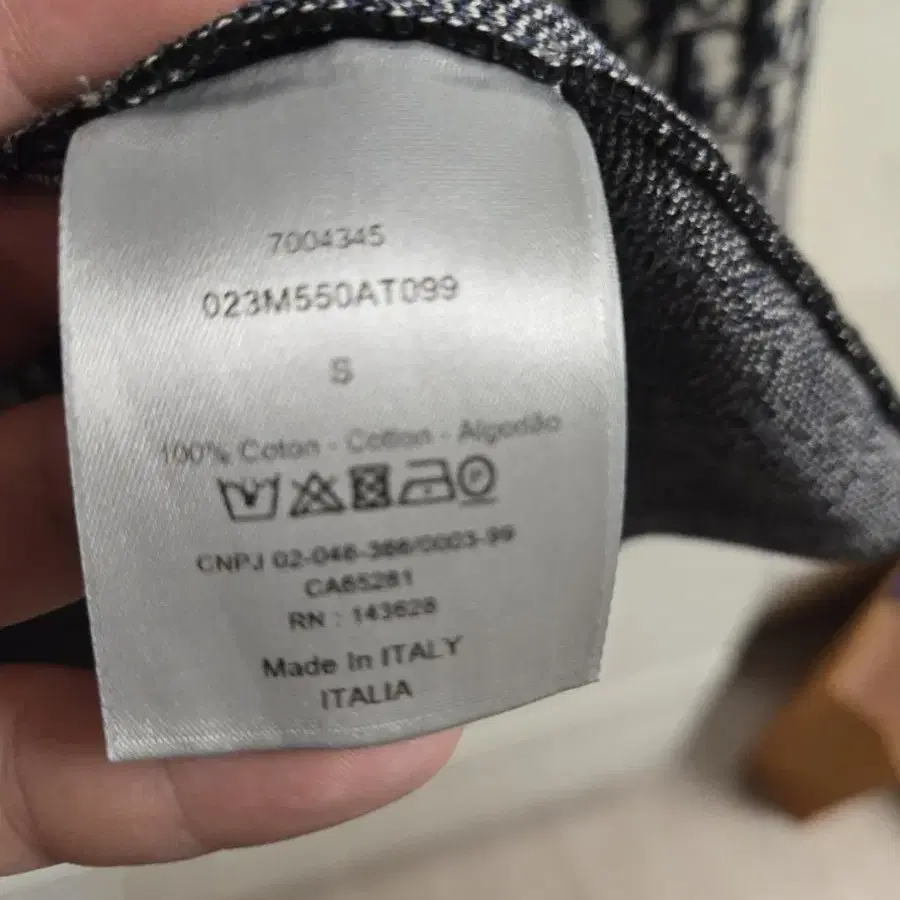 7004345
023M550AT099
S
100% Coton - Cotton - Algodão
CNPJ 02-046-386/0003-99
CA65281
RN : 143628
Made In ITALY
ITALIA